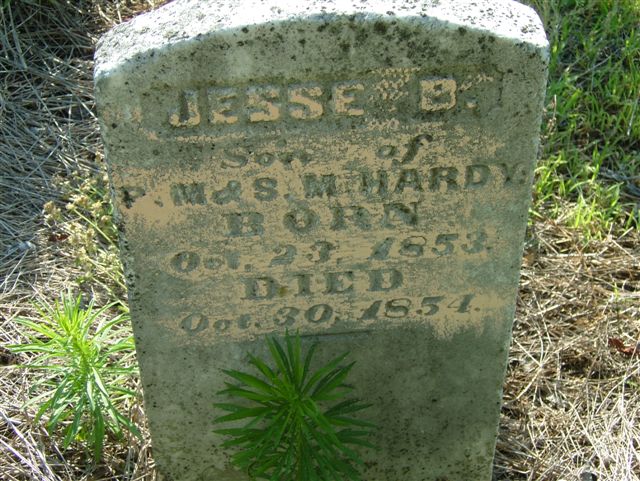 JESSE B.
Son of
P. M & S. M. HARDY.
BORN
Oct. 23, 1853.
DIED
Oct. 30, 1854.